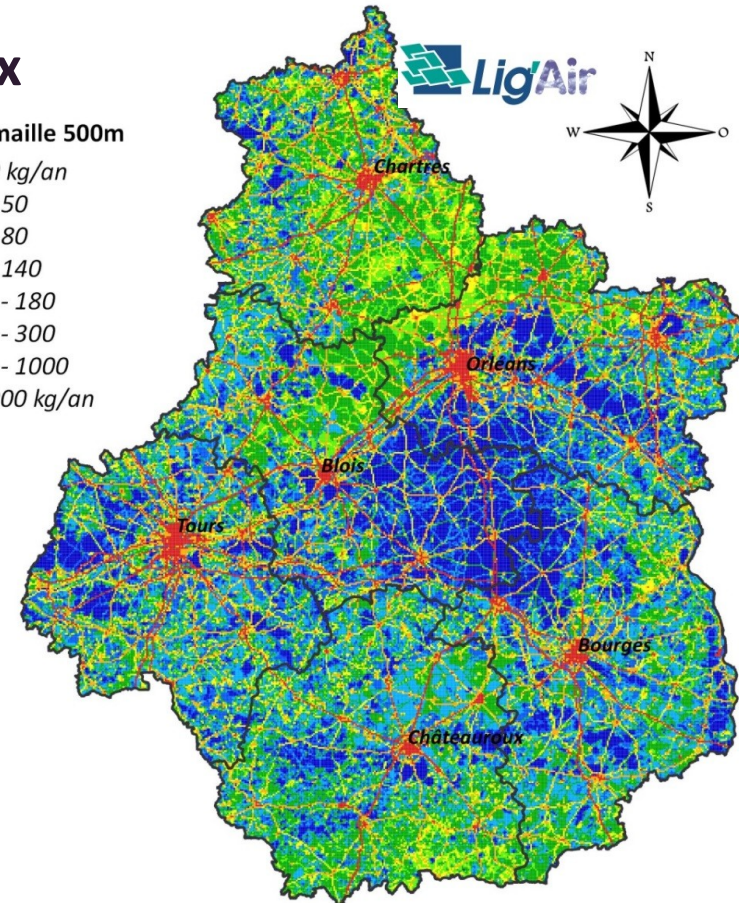 x
Lig'Air
maille 500m
kg/an
50
80
140
- 180
- 300
- 1000
00 kg/an
N
W
O
S
Chartres
Orléans
Blois
Tours
Bourges
Châteauroux